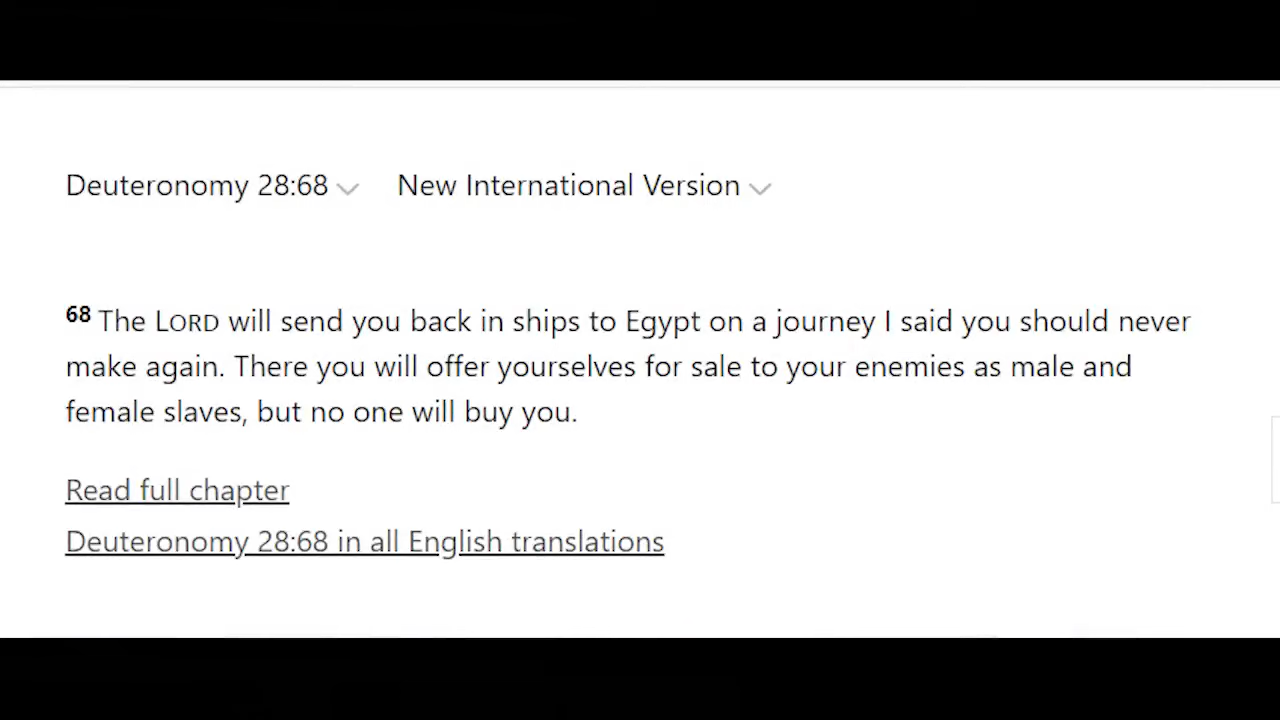 Deuteronomy 28:68 New International Version
68 The LORD will send you back in ships to Egypt on a journey I said you should never
make again. There you will offer yourselves for sale to your enemies as male and
female slaves, but no one will buy you.
Read full chapter
Deuteronomy 28:68 in all English translations